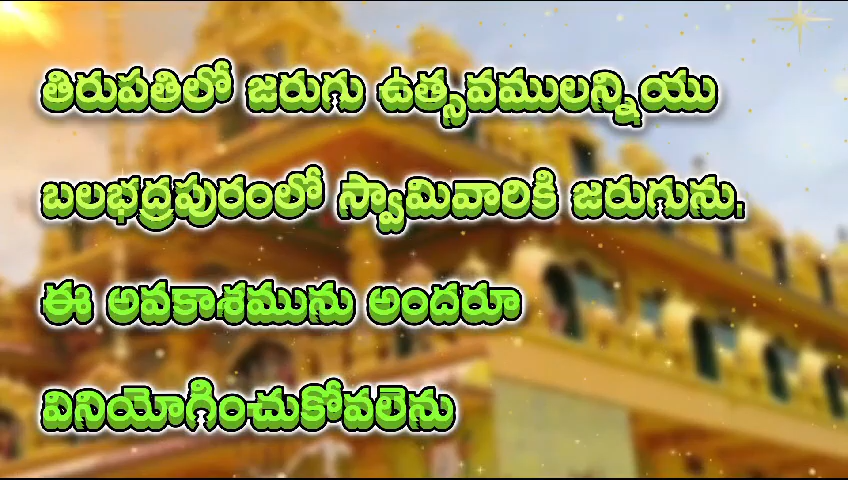 తిరుపతిలో జరుగు ఉత్సవములన్నియు
బలభద్రపురంలో స్వామివారికి జరుగును.
ఈ అవకాశమును అందరూ
వినియోగించుకోవలెను